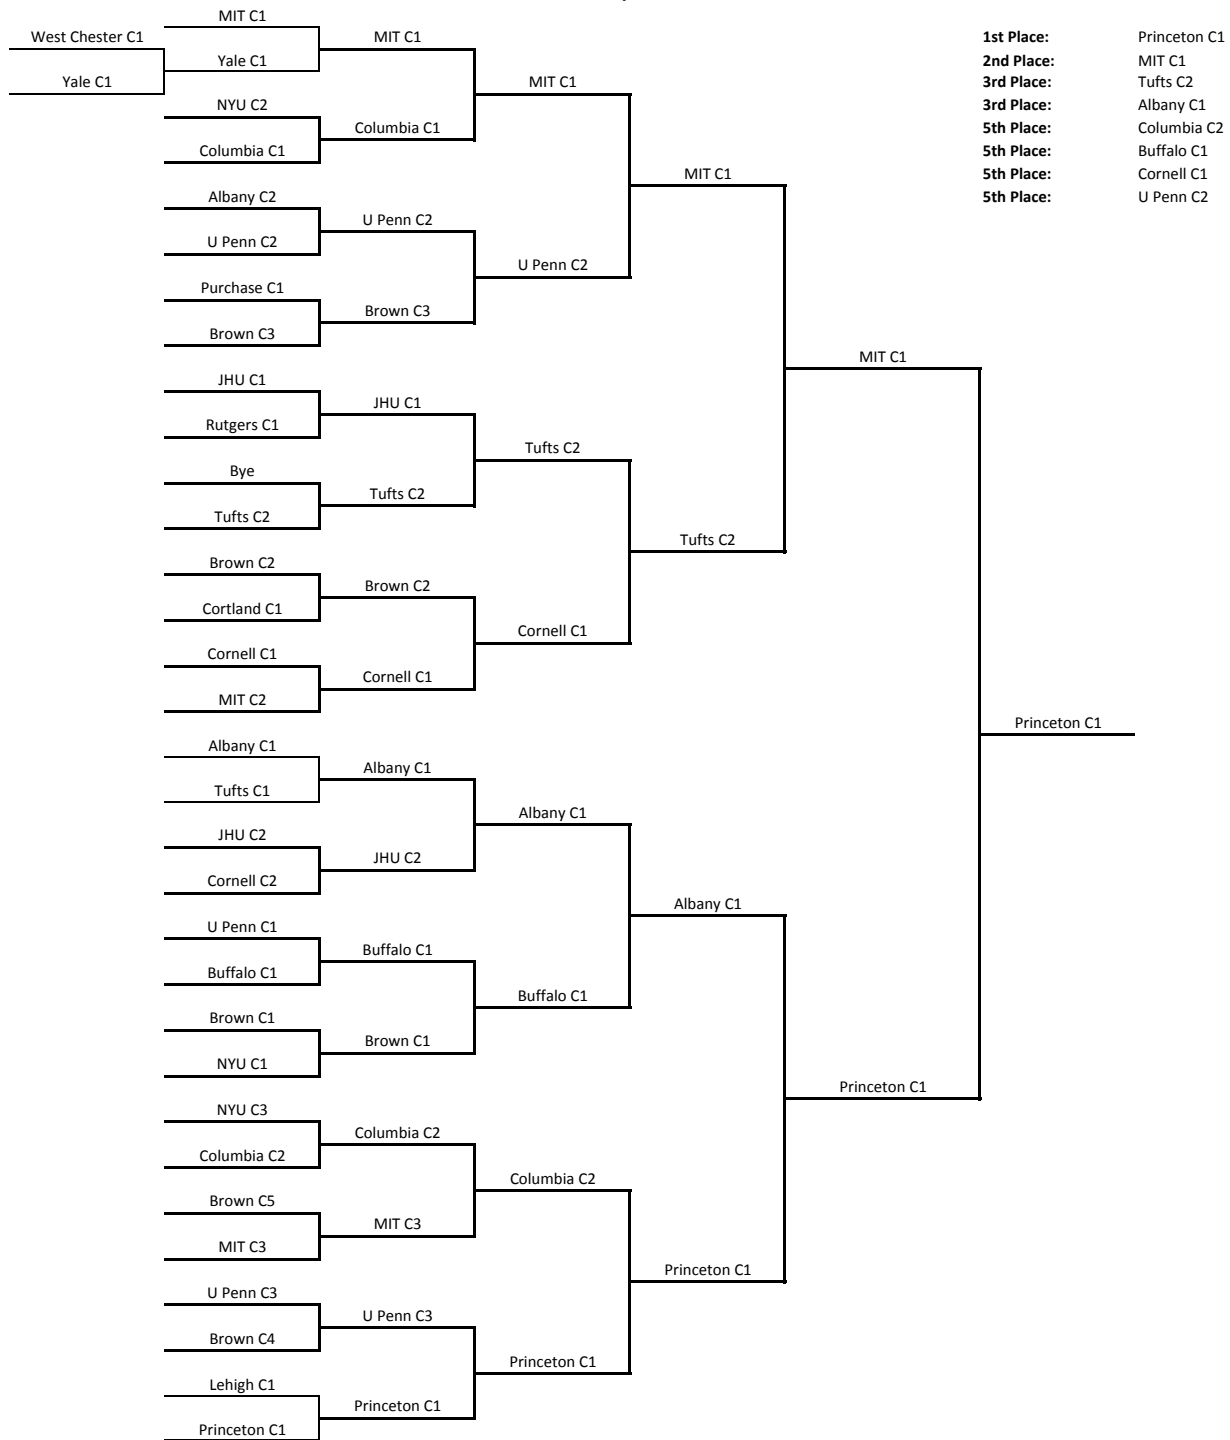 MIT C1
West Chester C1
MIT C1
1st Place: Princeton C1
Yale C1
2nd Place: MIT C1
Yale C1
MIT C1
3rd Place: Tufts C2
NYU C2
3rd Place: Albany C1
Columbia C1
5th Place: Columbia C2
Columbia C1
5th Place: Buffalo C1
MIT C1
5th Place: Cornell C1
Albany C2
5th Place: U Penn C2
U Penn C2
U Penn C2
U Penn C2
Purchase C1
Brown C3
Brown C3
MIT C1
JHU C1
JHU C1
Rutgers C1
Tufts C2
Bye
Tufts C2
Tufts C2
Tufts C2
Brown C2
Brown C2
Cortland C1
Cornell C1
Cornell C1
Cornell C1
MIT C2
Princeton C1
Albany C1
Albany C1
Tufts C1
Albany C1
JHU C2
JHU C2
Cornell C2
Albany C1
U Penn C1
Buffalo C1
Buffalo C1
Buffalo C1
Brown C1
Brown C1
NYU C1
Princeton C1
NYU C3
Columbia C2
Columbia C2
Columbia C2
Brown C5
MIT C3
MIT C3
Princeton C1
U Penn C3
U Penn C3
Brown C4
Princeton C1
Lehigh C1
Princeton C1
Princeton C1